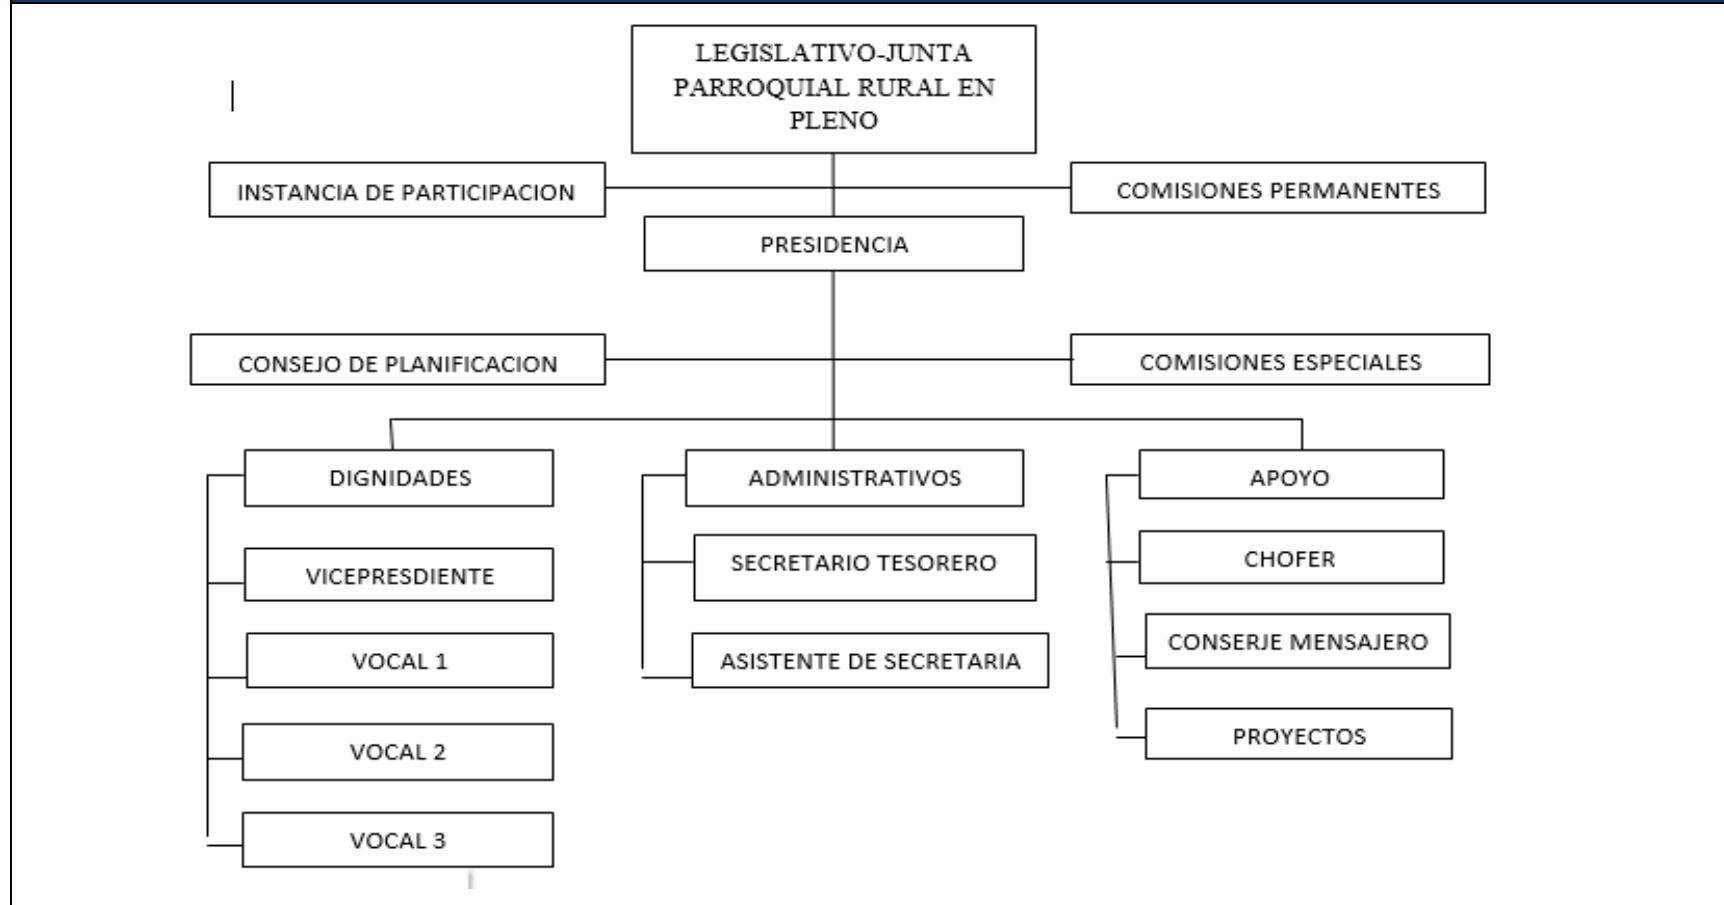 LEGISLATIVO-JUNTA
PARROQUIAL RURAL EN
PLENO
INSTANCIA DE PARTICIPACION
COMISIONES PERMANENTES
PRESIDENCIA
CONSEJO DE PLANIFICACION
COMISIONES ESPECIALES
DIGNIDADES
ADMINISTRATIVOS
APOYO
VICEPRESDIENTE
SECRETARIO TESORERO
CHOFER
VOCAL 1
ASISTENTE DE SECRETARIA
CONSERJE MENSAJERO
VOCAL 2
PROYECTOS
VOCAL 3